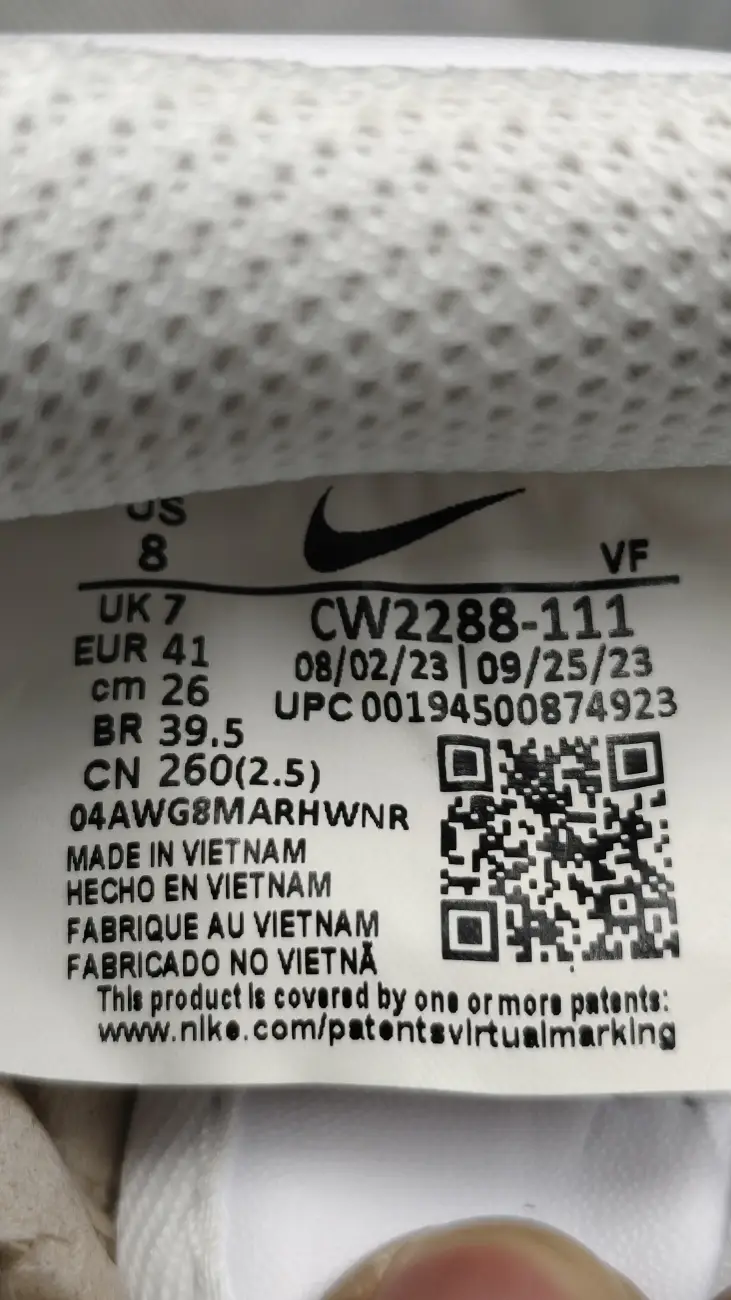 US
8
VF
UK 7
EUR 41
cm 26
BR 39.5
CN 260(2.5)
CW2288-111
08/02/23 | 09/25/23
UPC 00194500874923
04AWG8MARHWNR
MADE IN VIETNAM
HECHO EN VIETNAM
FABRIQUE AU VIETNAM
FABRICADO NO VIETNÃ
This product is covered by one or more patents:
www.nike.com/patentsvirtualmarking